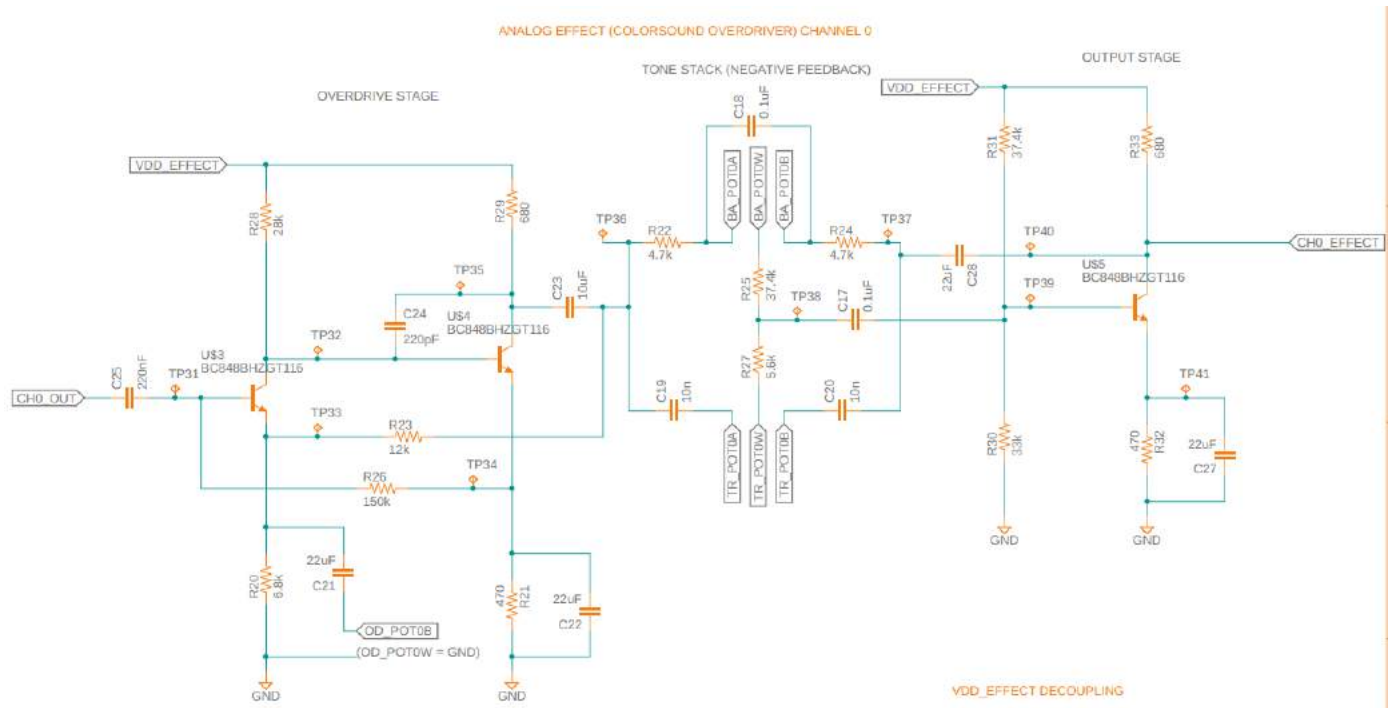 ANALOG EFFECT (COLORSOUND OVERDRIVER) CHANNEL 0
OUTPUT STAGE
TONE STACK (NEGATIVE FEEDBACK)
OVERDRIVE STAGE
VDD_EFFECT
C18
0.1uF
R31
37.4k
R33
680
BA_POT0A
BA_POT0W
BA_POT0B
VDD_EFFECT
R28
28k
R29
680
TP36
R22
4.7k
R24
4.7k
TP37
TP40
CH0_EFFECT
22uF
C28
TP35
C23
10uF
R25
37.4k
U$5
BC848BHZGT116
TP39
C24
220pF
U$4
BC848BHZGT116
TP38
C17
0.1uF
TP32
U$3
BC848BHZGT116
R27
5.6k
CH0_OUT
C25
220nF
TP31
C19
10n
C20
10n
TP41
TP33
R23
12k
R30
33k
470
R32
22uF
C27
TP34
R26
150k
TR_POT0A
TR_POT0W
TR_POT0B
GND
GND
R20
6.8k
22uF
C21
470
R21
22uF
C22
OD_POT0B
(OD_POT0W = GND)
GND
GND
VDD_EFFECT DECOUPLING